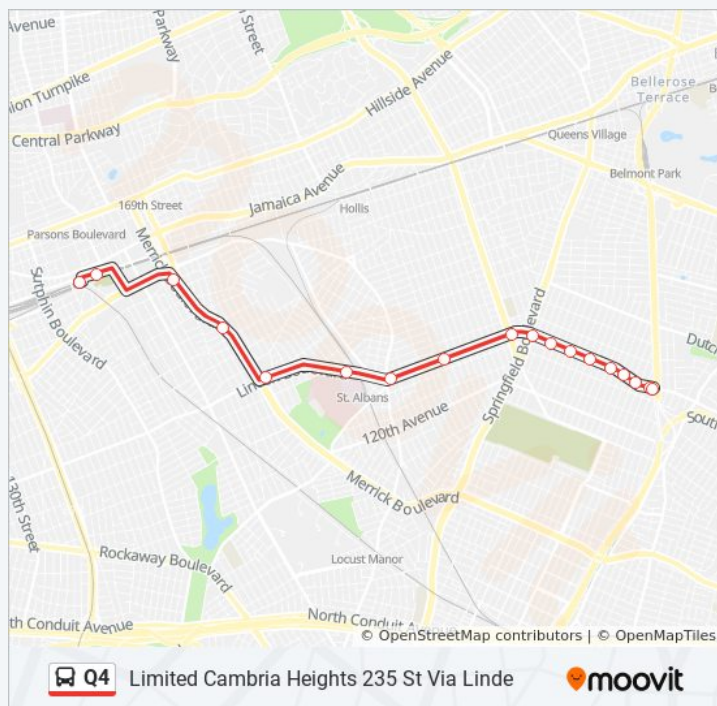 Avenue
Parkway
Street
nion Turnpike
Hillside Avenue
Bellerose
Terrace
Central Parkway
Queens Village
Belmont Park
169th Street
Jamaica Avenue
Parsons Boulevard
Hollis
Merri
Sutphin Boulevard
Springfield Boulevard
Dutch
Lin
St. Albans
120th Avenue
South
Merrick Boulevard
130th Street
Rockaway Boulevard
Locust Manor
th Conduit Avenue
North Conduit Avenue
© OpenStreetMap contributors | © OpenMapTiles
Q4 Limited Cambria Heights 235 St Via Linde moovit